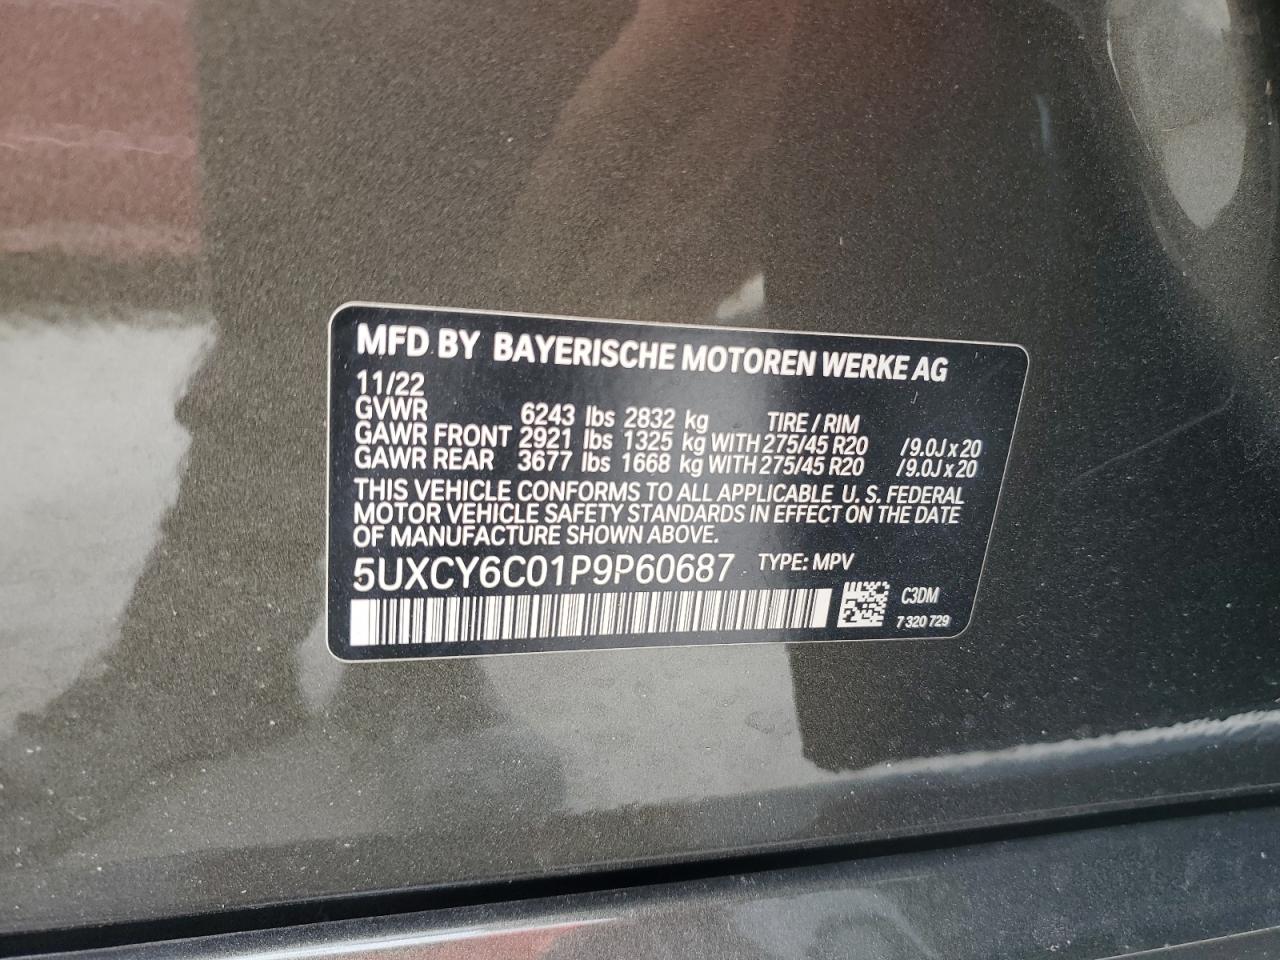 MFD BY BAYERISCHE MOTOREN WERKE AG
11/22
GVWR 6243 lbs 2832 kg TIRE / RIM
GAWR FRONT 2921 lbs 1325 kg WITH 275/45 R20 /9.0J x 20
GAWR REAR 3677 lbs 1668 kg WITH 275/45 R20 /9.0J x 20
THIS VEHICLE CONFORMS TO ALL APPLICABLE U.S. FEDERAL
MOTOR VEHICLE SAFETY STANDARDS IN EFFECT ON THE DATE
OF MANUFACTURE SHOWN ABOVE.
5UXCY6C01P9P60687 TYPE: MPV
C3DM
7 320 729